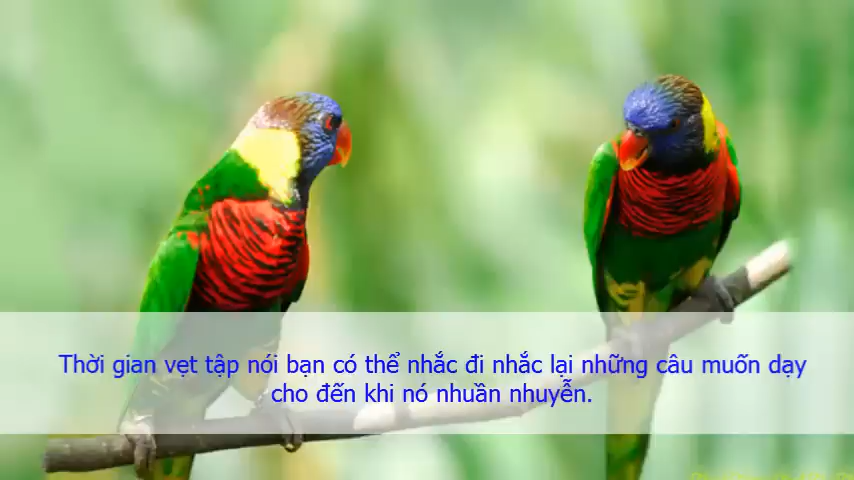 Thời gian vẹt tập nói bạn có thể nhắc đi nhắc lại những câu muốn dạy
cho đến khi nó nhuần nhuyễn.